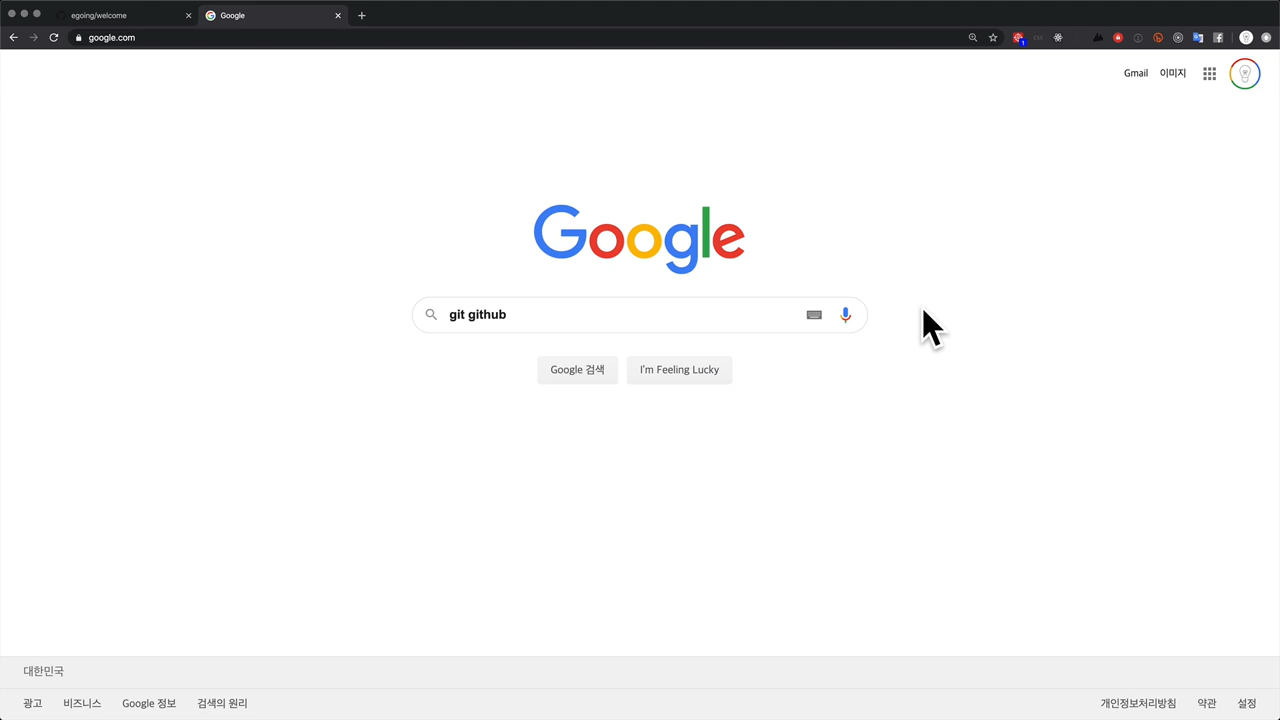 egoing/welcome
Google
google.com
1
Gmail 이미지
Google
git github
Google 검색 I'm Feeling Lucky
대한민국
광고 비즈니스 Google 정보 검색의 원리 개인정보처리방침 약관 설정